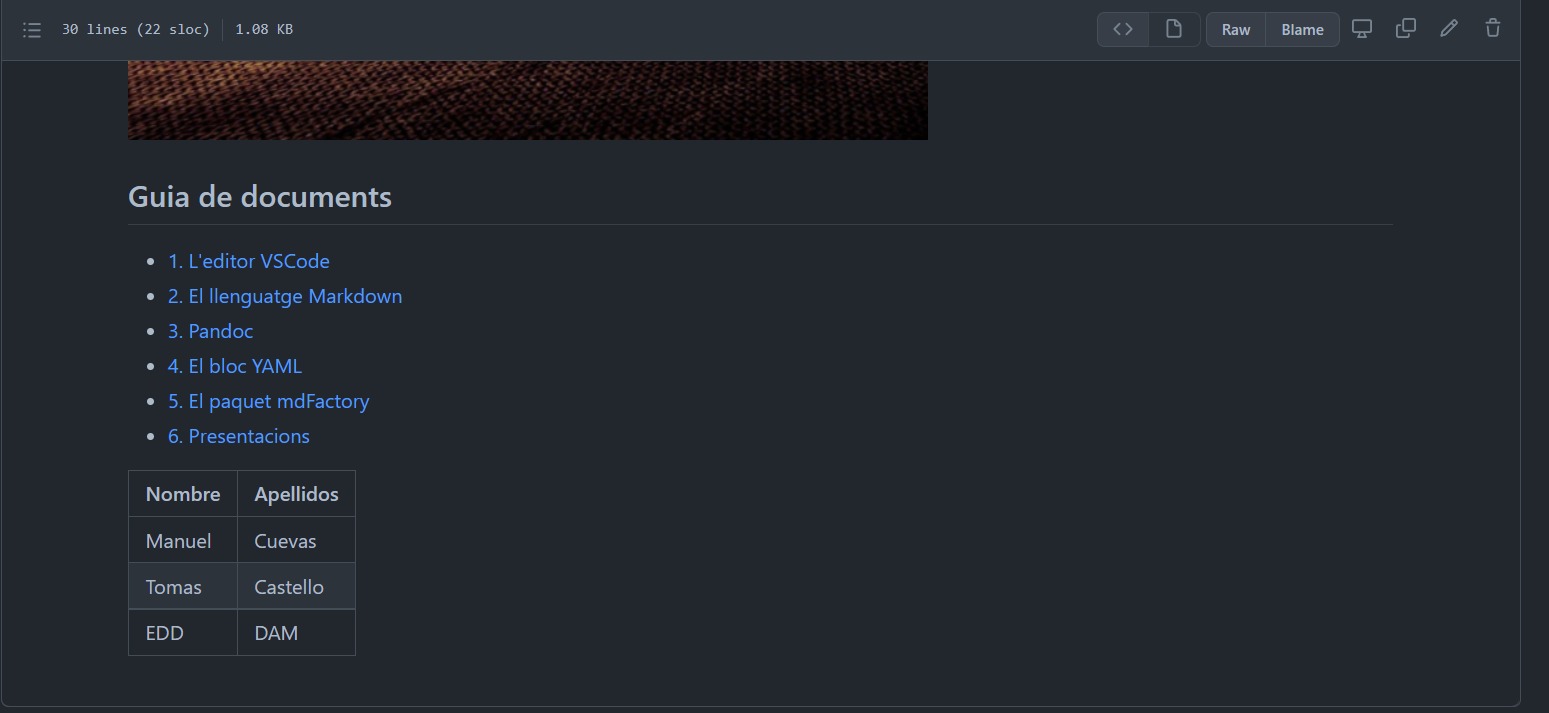 30 lines (22 sloc) 1.08 KB Raw Blame
Guia de documents
1. L'editor VSCode
2. El llenguatge Markdown
3. Pandoc
4. El bloc YAML
5. El paquet mdFactory
6. Presentacions
Nombre Apellidos
Manuel Cuevas
Tomas Castello
EDD DAM